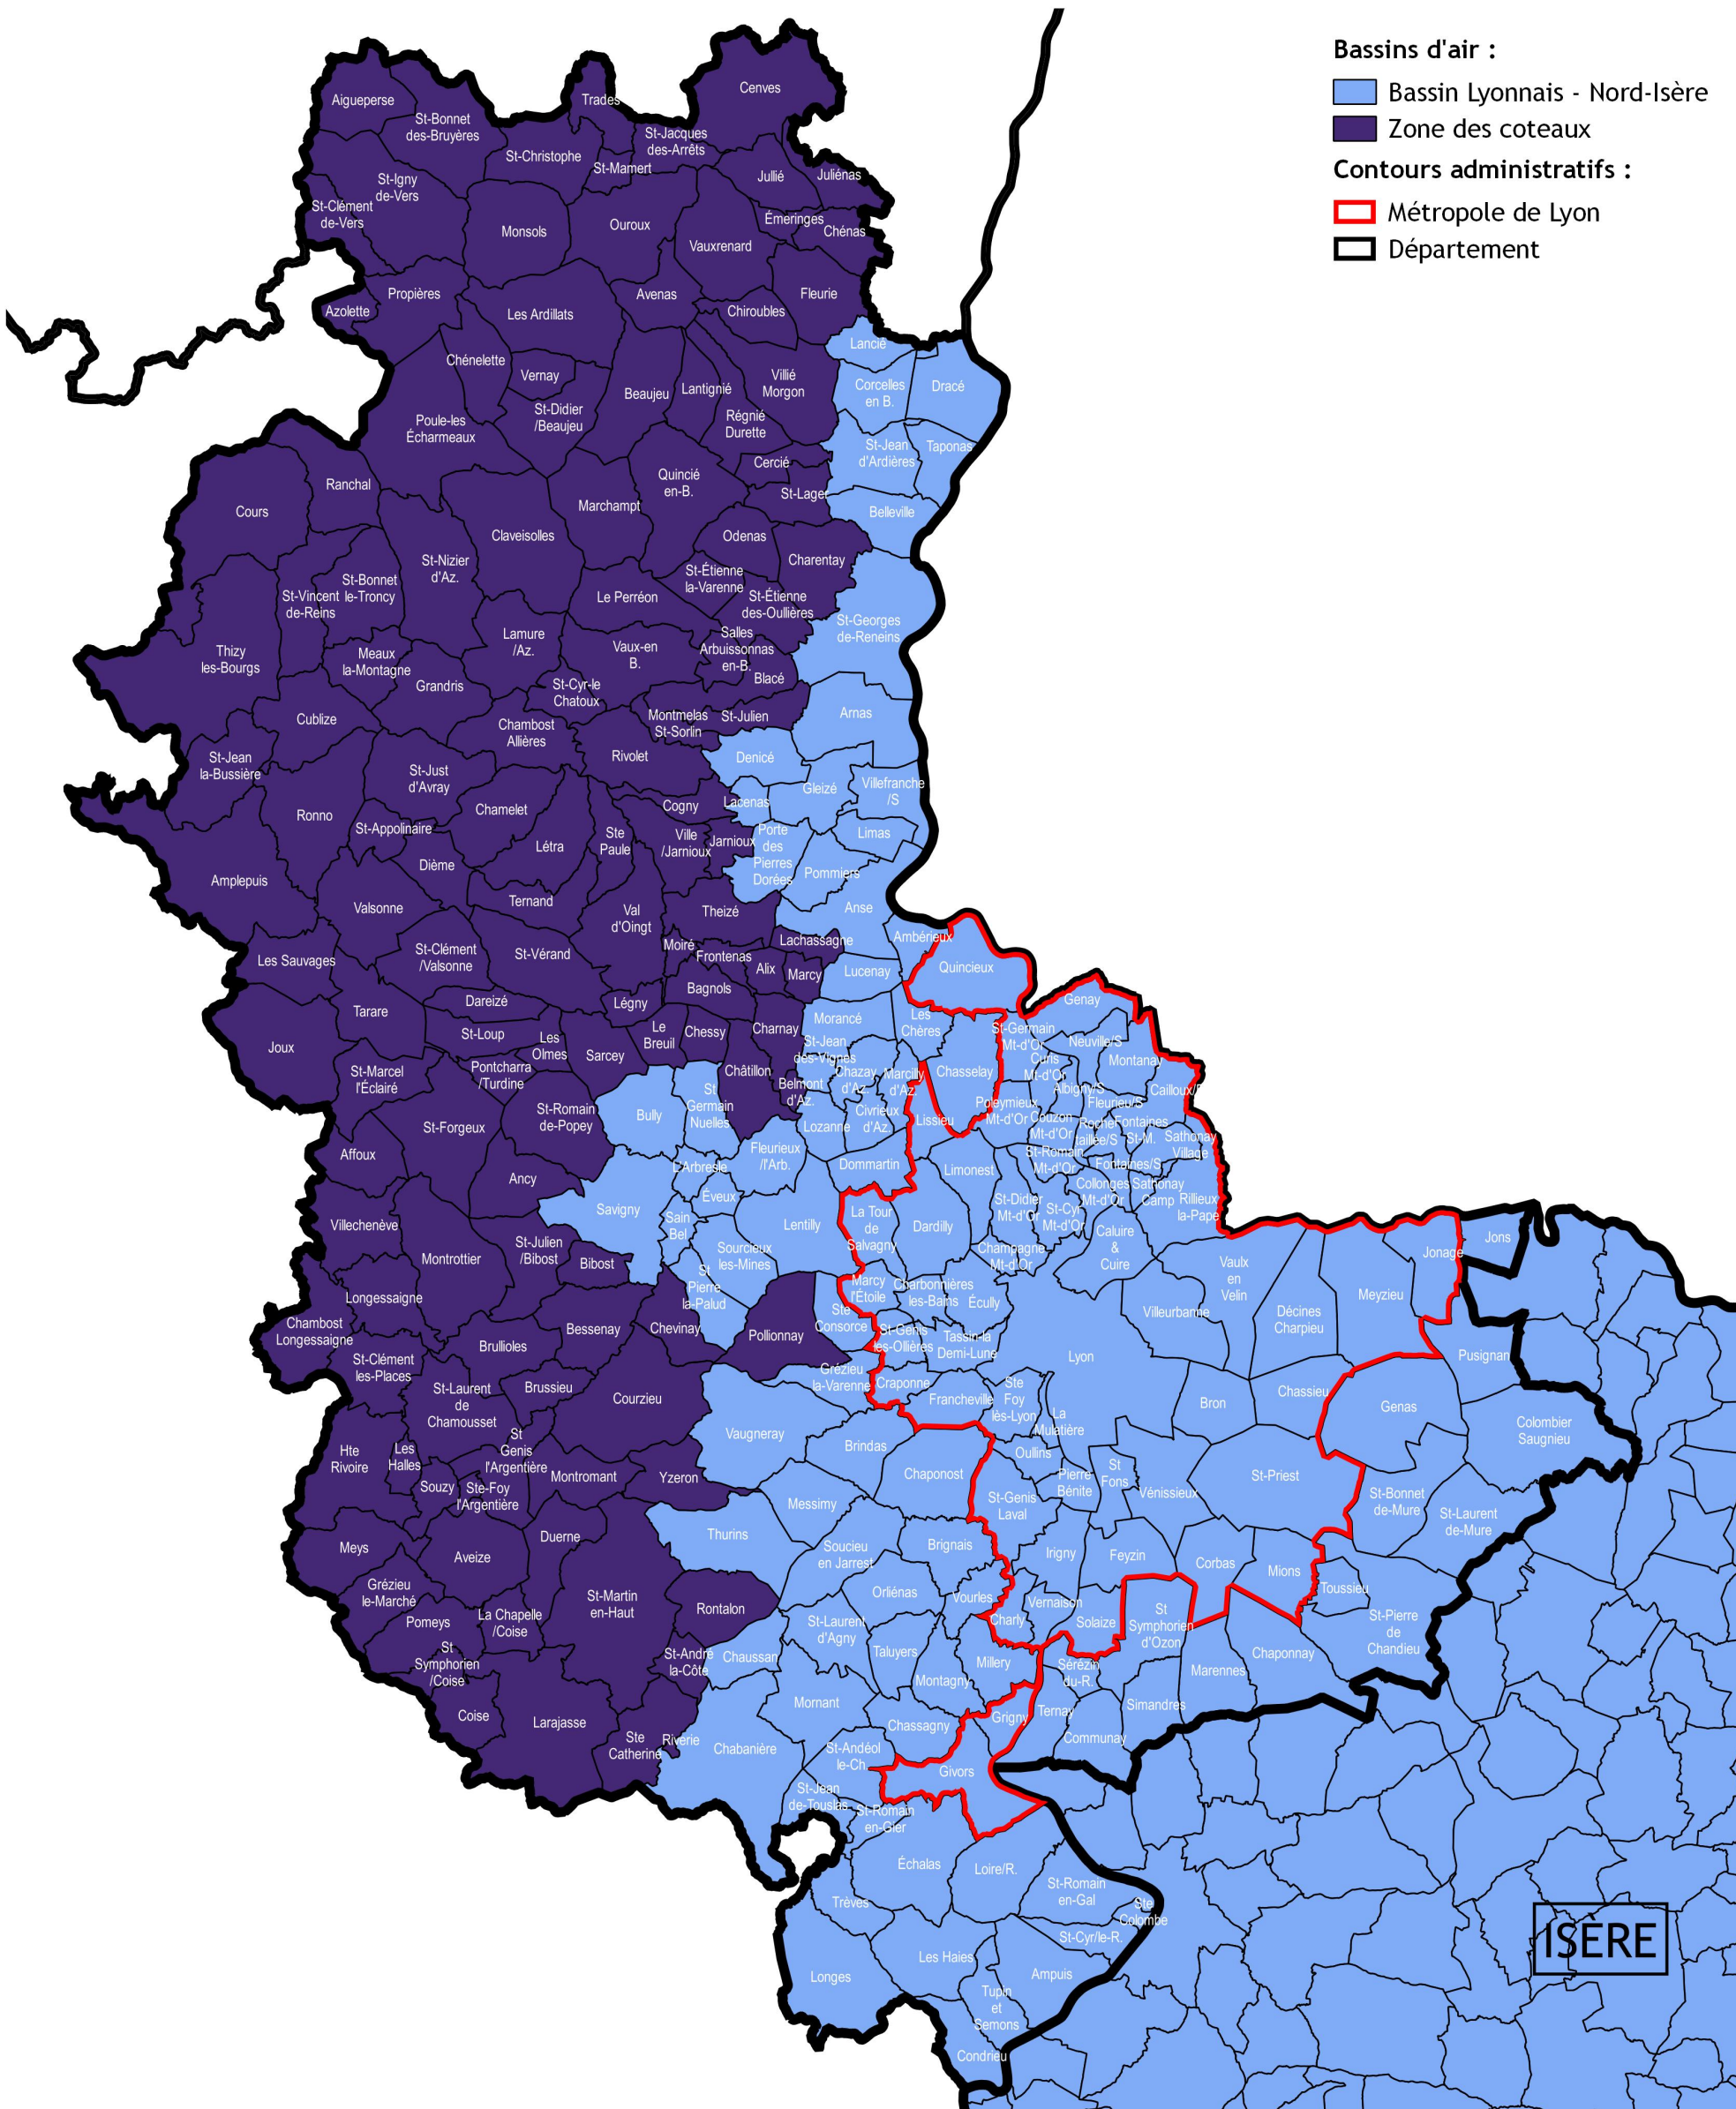 Bassins d'air :
Bassin Lyonnais - Nord-Isère
Zone des coteaux
Contours administratifs :
Métropole de Lyon
Département
Aigueperse
St-Bonnet
des-Bruyères
Trades
Cenves
St-Jacques
des-Arrêts
St-Christophe
St-Mamert
Jullié
Juliénas
St-Igny
de-Vers
St-Clément
de-Vers
Monsols
Ouroux
Émeringes
Chénas
Vauxrenard
Propières
Azolette
Avenas
Fleurie
Les Ardillats
Chiroubles
Lancié
Chénelette
Vernay
Villié
Morgon
Beaujeu
Lantignié
Corcelles
en B.
Dracé
St-Didier
/Beaujeu
Régnié
Durette
Poule-les
Écharmeaux
St-Jean
d'Ardières
Taponas
Cercié
Ranchal
Quincié
en-B.
St-Lager
Cours
Marchampt
Belleville
Claveisolles
Odenas
St-Nizier
d'Az.
Charentay
St-Bonnet
le-Troncy
St-Étienne
la-Varenne
St-Vincent
de-Reins
Le Perréon
St-Étienne
des-Oullières
St-Georges
de-Reneins
Lamure
/Az.
Salles
Arbuissonnas
en-B.
Thizy
les-Bourgs
Meaux
la-Montagne
Vaux-en
B.
Blacé
Grandris
St-Cyr-le
Chatoux
Cublize
Montmelas
St-Sorlin
St-Julien
Arnas
Chambost
Allières
Rivolet
Denicé
St-Jean
la-Bussière
St-Just
d'Avray
Gleizé
Villefranche
/S
Ronno
Chamelet
Cogny
Lacenas
St-Appolinaire
Ste
Paule
Ville
/Jarnioux
Jarnioux
Porte
des
Pierres
Dorées
Limas
Létra
Dième
Pommiers
Amplepuis
Valsonne
Ternand
Val
d'Oingt
Theizé
Anse
St-Clément
/Valsonne
St-Vérand
Moiré
Frontenas
Lachassagne
Ambérieux
Les Sauvages
Alix
Marcy
Lucenay
Quincieux
Bagnols
Dareizé
Légny
Genay
Tarare
St-Loup
Les
Olmes
Le
Breuil
Chessy
Charnay
Morancé
Les
Chères
St-Germain
Mt-d'Or
Neuville/S
Joux
Sarcey
St-Jean
des-Vignes
Curis
Mt-d'Or
Montanay
St-Marcel
l'Éclairé
Pontcharra
/Turdine
Châtillon
Belmont
d'Az.
Chazay
d'Az.
Marcilly
d'Az.
Chasselay
Albigny/S
Cailloux/F
St-Romain
de-Popey
Bully
St
Germain
Nuelles
Civrieux
d'Az.
Lissieu
Poleymieux
Mt-d'Or
Couzon
Mt-d'Or
Fleurieu/S
Roche
taillée/S
Fontaines
St-M.
St-Forgeux
Lozanne
Sathonay
Village
Affoux
Fleurieux
/l'Arb.
Dommartin
Limonest
St-Romain
Mt-d'Or
Fontaines/S
L'Arbresle
Ancy
Éveux
Collonges
Mt-d'Or
Sathonay
Camp
Rillieux
la-Pape
Villechenève
Savigny
Sain
Bel
Lentilly
La Tour
de
Salvagny
Dardilly
St-Didier
Mt-d'Or
St-Cyr
Mt-d'Or
Caluire
&
Cuire
Jons
Montrottier
St-Julien
/Bibost
Bibost
Sourcieux
les-Mines
Champagne
Mt-d'Or
Jonage
Longessaigne
St
Pierre
la-Palud
Marcy
l'Étoile
Charbonnières
les-Bains
Écully
Vaulx
en
Velin
Meyzieu
Chambost
Longessaigne
Bessenay
Chevinay
Pollionnay
Ste
Consorce
St-Genis
les-Ollières
Tassin-la
Demi-Lune
Villeurbanne
Décines
Charpieu
Brullioles
Lyon
Pusignan
St-Clément
les-Places
Brussieu
Courzieu
Grézieu
la-Varenne
Craponne
Francheville
Ste
Foy
lès-Lyon
Bron
Chassieu
Genas
St-Laurent
de
Chamousset
La
Mulatière
Colombier
Saugnieu
Hte
Rivoire
Les
Halles
St
Genis
l'Argentière
Vaugneray
Brindas
Oullins
Souzy
Ste-Foy
l'Argentière
Montromant
Yzeron
Chaponost
Pierre
Bénite
St
Fons
St-Priest
Messimy
St-Genis
Laval
Vénissieux
St-Bonnet
de-Mure
St-Laurent
de-Mure
Meys
Aveize
Duerne
Thurins
Soucieu
en Jarrest
Brignais
Irigny
Feyzin
Corbas
Mions
Grézieu
le-Marché
St-Martin
en-Haut
Rontalon
Orliénas
Vourles
Vernaison
Toussieu
Pomeys
La Chapelle
/Coise
St-Laurent
d'Agny
Charly
Solaize
St
Symphorien
d'Ozon
St-Pierre
de
Chandieu
St
Symphorien
/Coise
St-André
la-Côte
Chaussan
Taluyers
Millery
Sérézin
du-R.
Marennes
Chaponnay
Montagny
Coise
Larajasse
Mornant
Chassagny
Grigny
Ternay
Simandres
Ste
Catherine
Riverie
Chabanière
St-Andéol
le-Ch.
Communay
Givors
St-Jean
de-Touslas
St-Romain
en-Gier
Échalas
Loire/R.
St-Romain
en-Gal
Trèves
Ste
Colombe
St-Cyr/le-R.
Les Haies
Longes
Ampuis
Tupin
et
Semons
Condrieu
ISÈRE